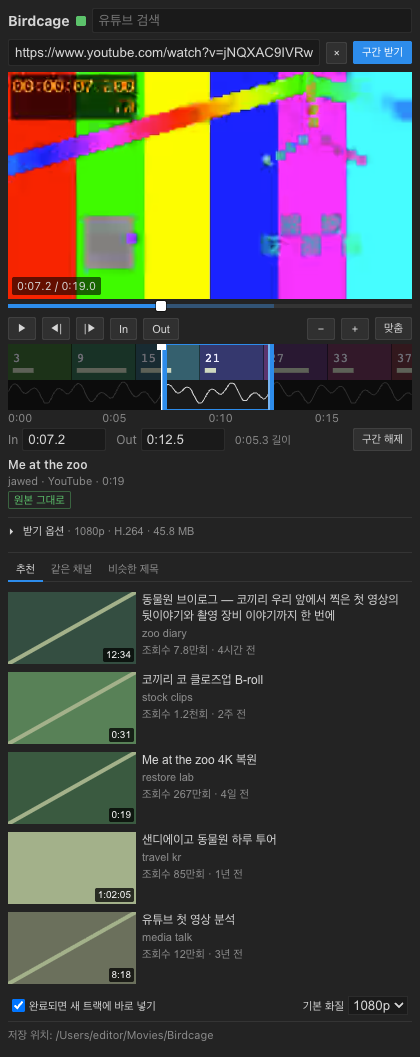 Birdcage 유튜브 검색
https://www.youtube.com/watch?v=jNQXAC9IVRw × 구간 받기
00:00:07.200
0:07.2 / 0:19.0
In Out − + 맞춤
3 9 15 21 27 33 37
0:00 0:05 0:10 0:15
In 0:07.2 Out 0:12.5 0:05.3 길이 구간 해제
Me at the zoo
jawed · YouTube · 0:19
원본 그대로
받기 옵션 · 1080p · H.264 · 45.8 MB
추천 같은 채널 비슷한 제목
동물원 브이로그 — 코끼리 우리 앞에서 찍은 첫 영상의
뒷이야기와 촬영 장비 이야기까지 한 번에
zoo diary
조회수 7.8만회 · 4시간 전
12:34
코끼리 코 클로즈업 B-roll
stock clips
조회수 1.2천회 · 2주 전
0:31
Me at the zoo 4K 복원
restore lab
조회수 267만회 · 4일 전
0:19
샌디에이고 동물원 하루 투어
travel kr
조회수 85만회 · 1년 전
1:02:05
유튜브 첫 영상 분석
media talk
조회수 12만회 · 3년 전
8:18
완료되면 새 트랙에 바로 넣기 기본 화질 1080p
저장 위치: /Users/editor/Movies/Birdcage